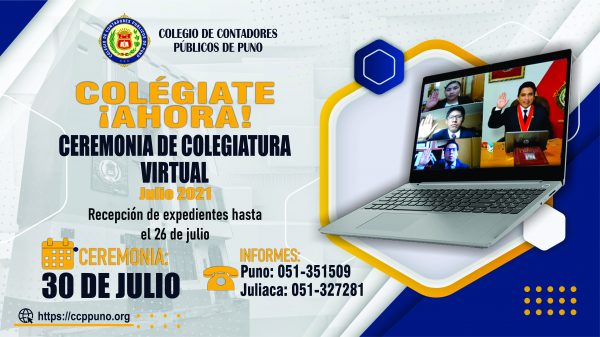 COLEGIO DE CONTADORES
PÚBLICOS DE PUNO
COLÉGIATE
¡AHORA!
CEREMONIA DE COLEGIATURA
VIRTUAL
Julio 2021
Recepción de expedientes hasta
el 26 de julio
CEREMONIA:
30 DE JULIO
INFORMES:
Puno: 051-351509
Juliaca: 051-327281
https://ccppuno.org